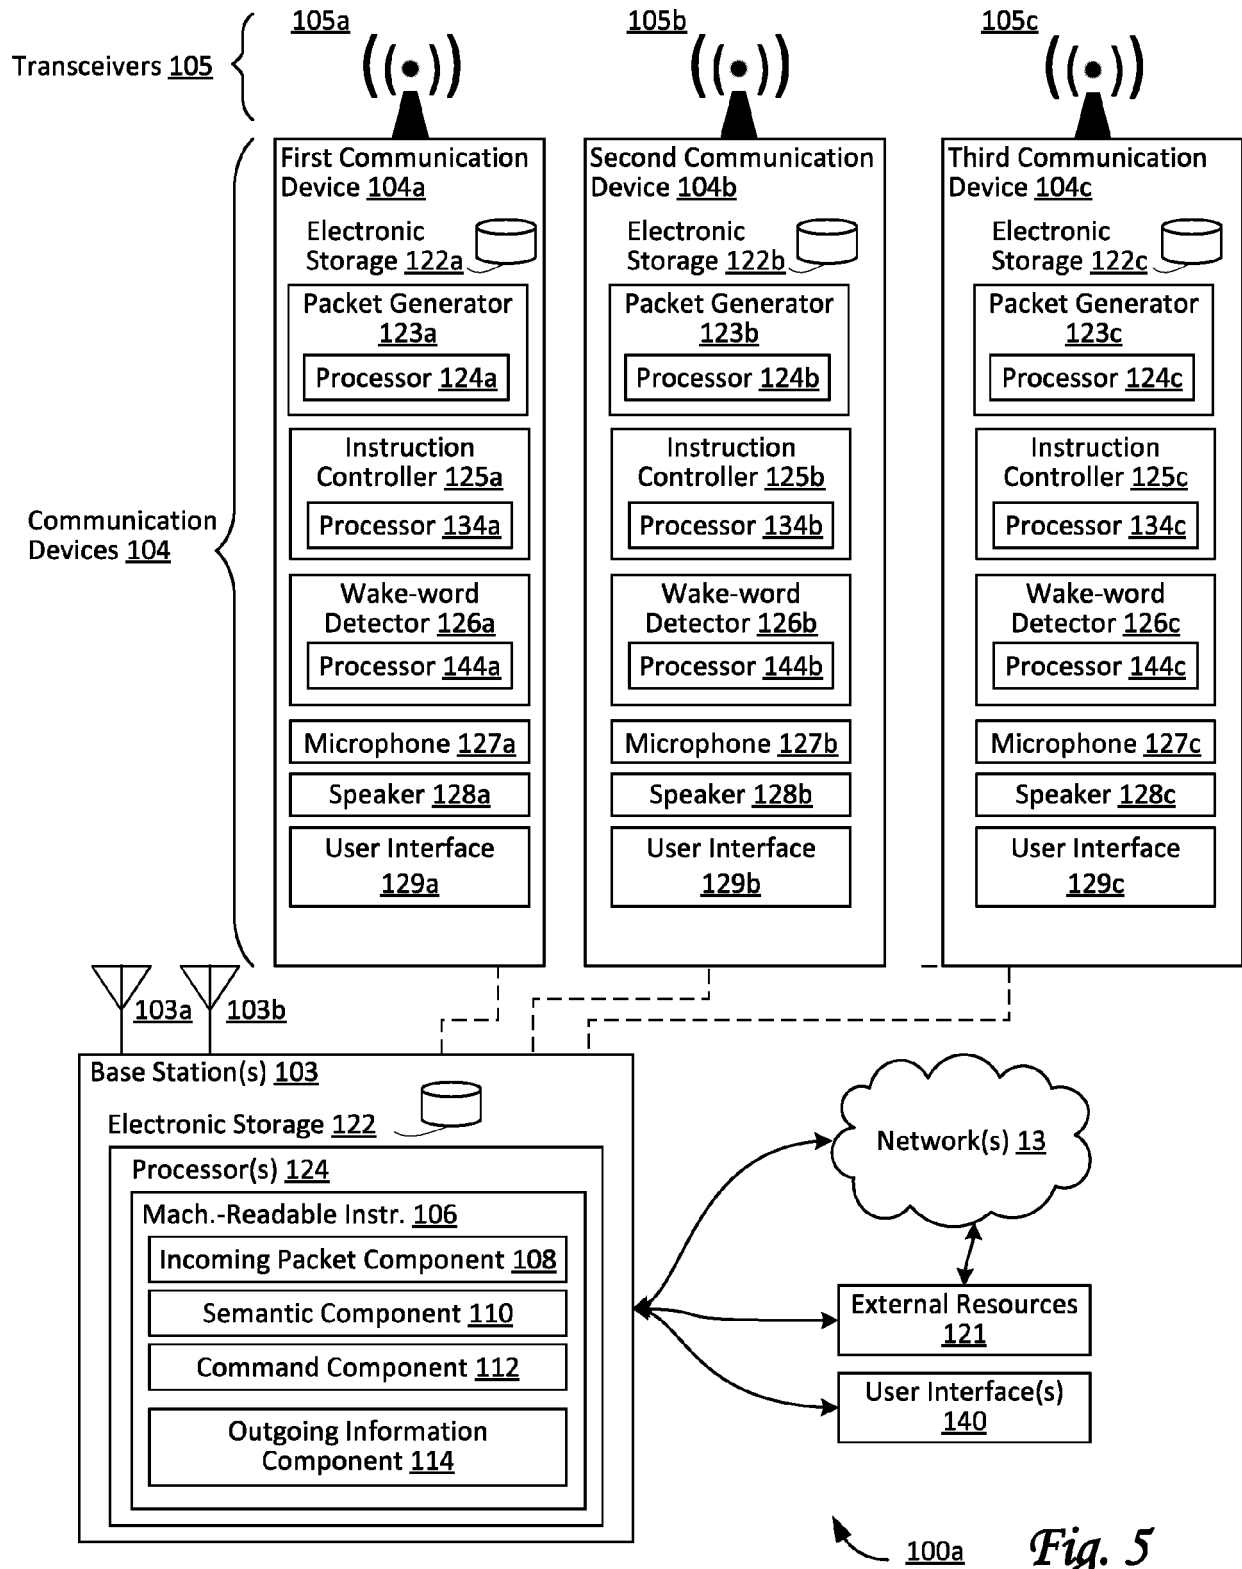 105a
105b
105c
Transceivers 105
First Communication
Device 104a
Electronic
Storage 122a
Packet Generator
123a
Processor 124a
Instruction
Controller 125a
Processor 134a
Wake-word
Detector 126a
Processor 144a
Microphone 127a
Speaker 128a
User Interface
129a
Second Communication
Device 104b
Electronic
Storage 122b
Packet Generator
123b
Processor 124b
Instruction
Controller 125b
Processor 134b
Wake-word
Detector 126b
Processor 144b
Microphone 127b
Speaker 128b
User Interface
129b
Third Communication
Device 104c
Electronic
Storage 122c
Packet Generator
123c
Processor 124c
Instruction
Controller 125c
Processor 134c
Wake-word
Detector 126c
Processor 144c
Microphone 127c
Speaker 128c
User Interface
129c
Communication
Devices 104
103a
103b
Base Station(s) 103
Electronic Storage 122
Processor(s) 124
Mach.-Readable Instr. 106
Incoming Packet Component 108
Semantic Component 110
Command Component 112
Outgoing Information
Component 114
Network(s) 13
External Resources
121
User Interface(s)
140
100a
Fig. 5